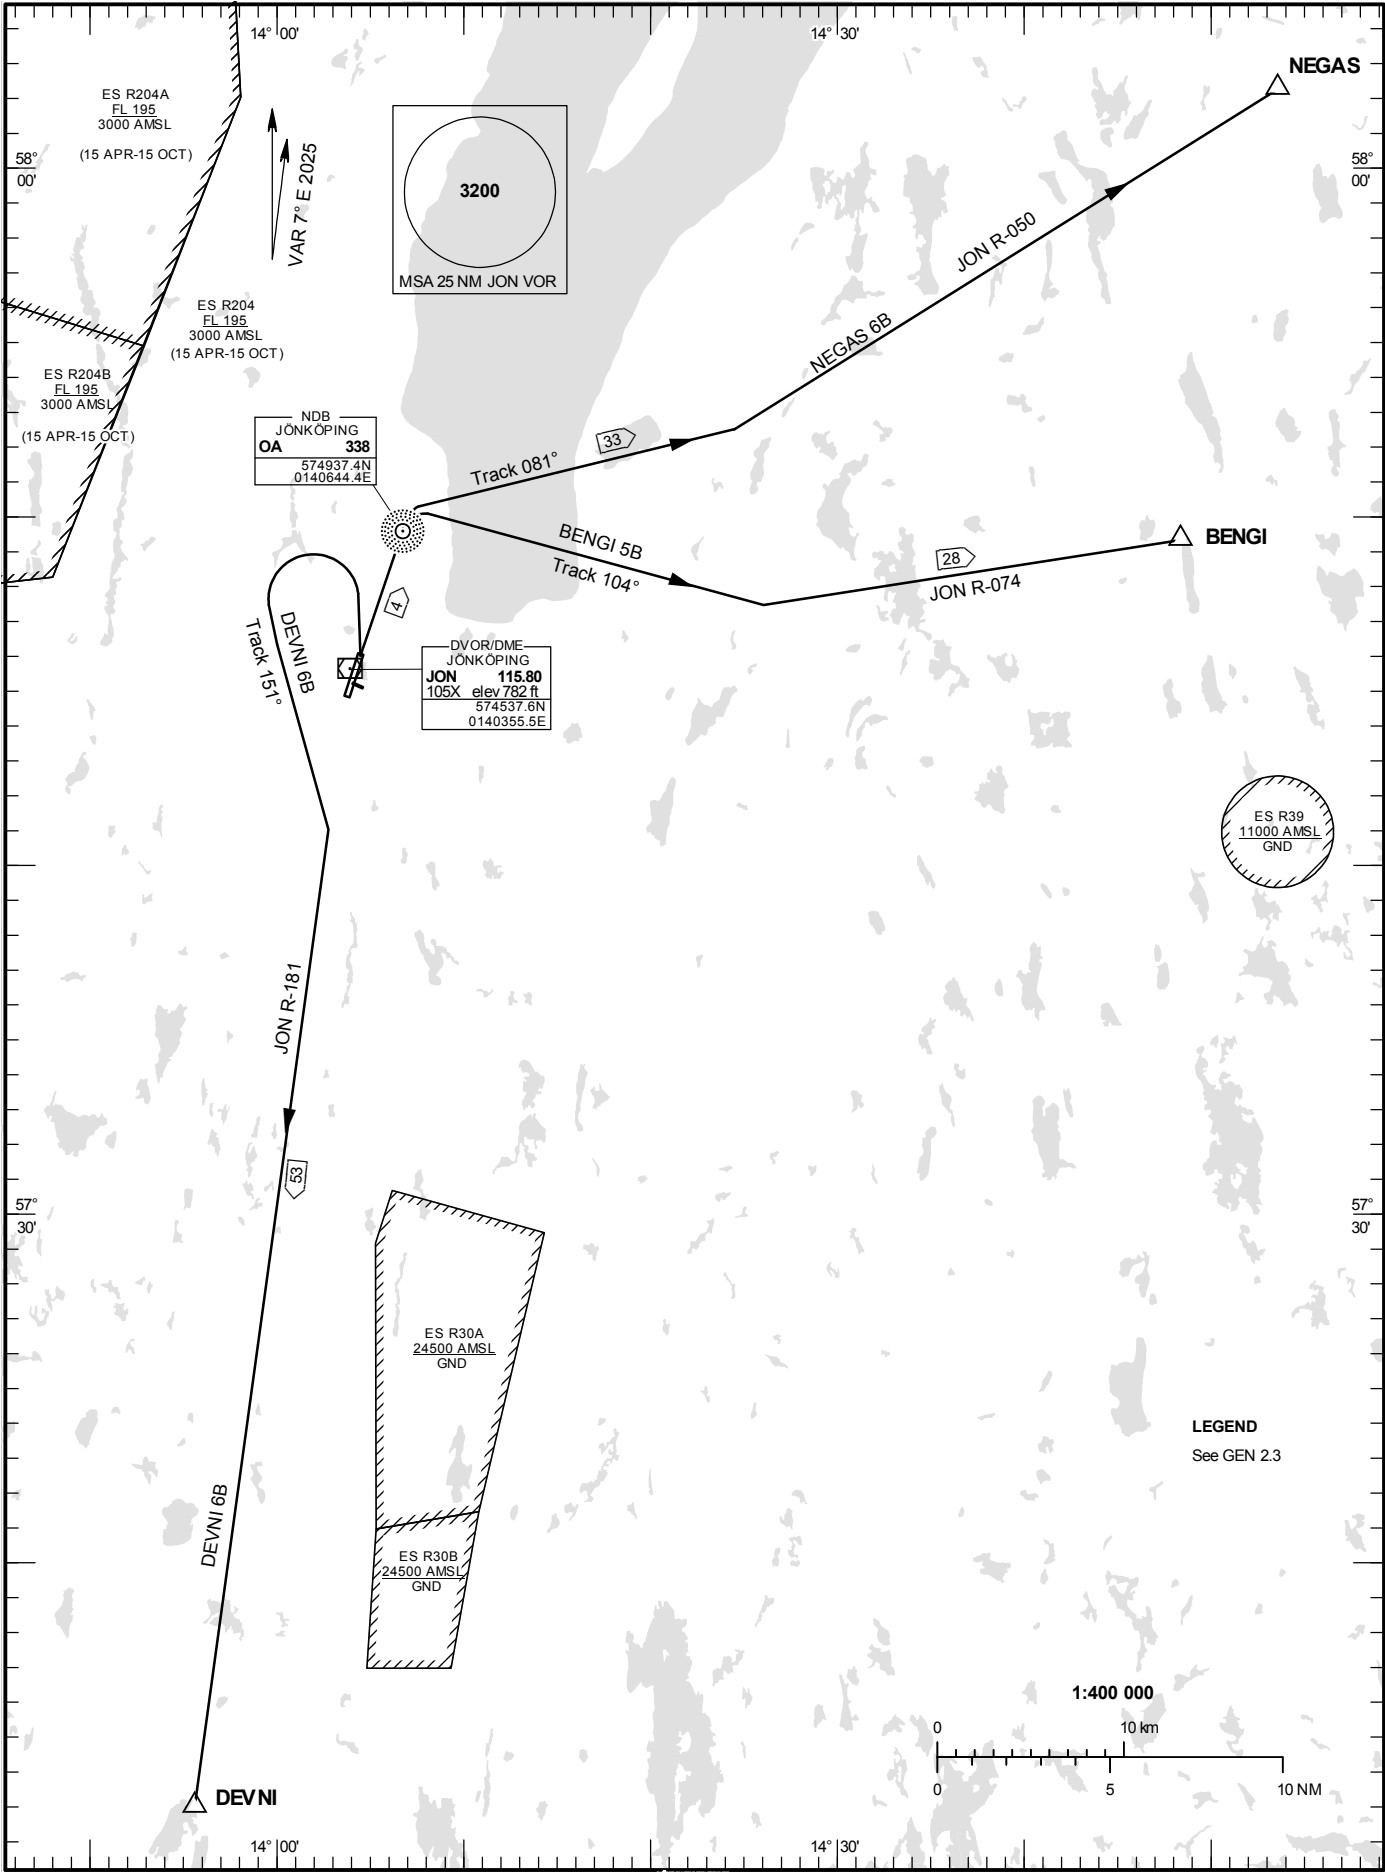 14° 00'
14° 30'
NEGAS
ES R204A
FL 195
3000 AMSL
(15 APR-15 OCT)
58°
00'
58°
00'
VAR 7° E 2025
3200
MSA 25 NM JON VOR
JON R-050
ES R204
FL 195
3000 AMSL
(15 APR-15 OCT)
NEGAS 6B
ES R204B
FL 195
3000 AMSL
(15 APR-15 OCT)
NDB
JÖNKÖPING
OA 338
574937.4N
0140644.4E
33
Track 081°
BENGI 5B
Track 104°
BENGI
28
JON R-074
4
DEVNI 6B
Track 151°
DVOR/DME
JÖNKÖPING
JON 115.80
105X elev 782 ft
574537.6N
0140355.5E
ES R39
11000 AMSL
GND
JON R-181
53
57°
30'
57°
30'
ES R30A
24500 AMSL
GND
LEGEND
See GEN 2.3
DEVNI 6B
ES R30B
24500 AMSL
GND
1:400 000
0 10 km
0 5 10 NM
DEVNI
14° 00'
14° 30'